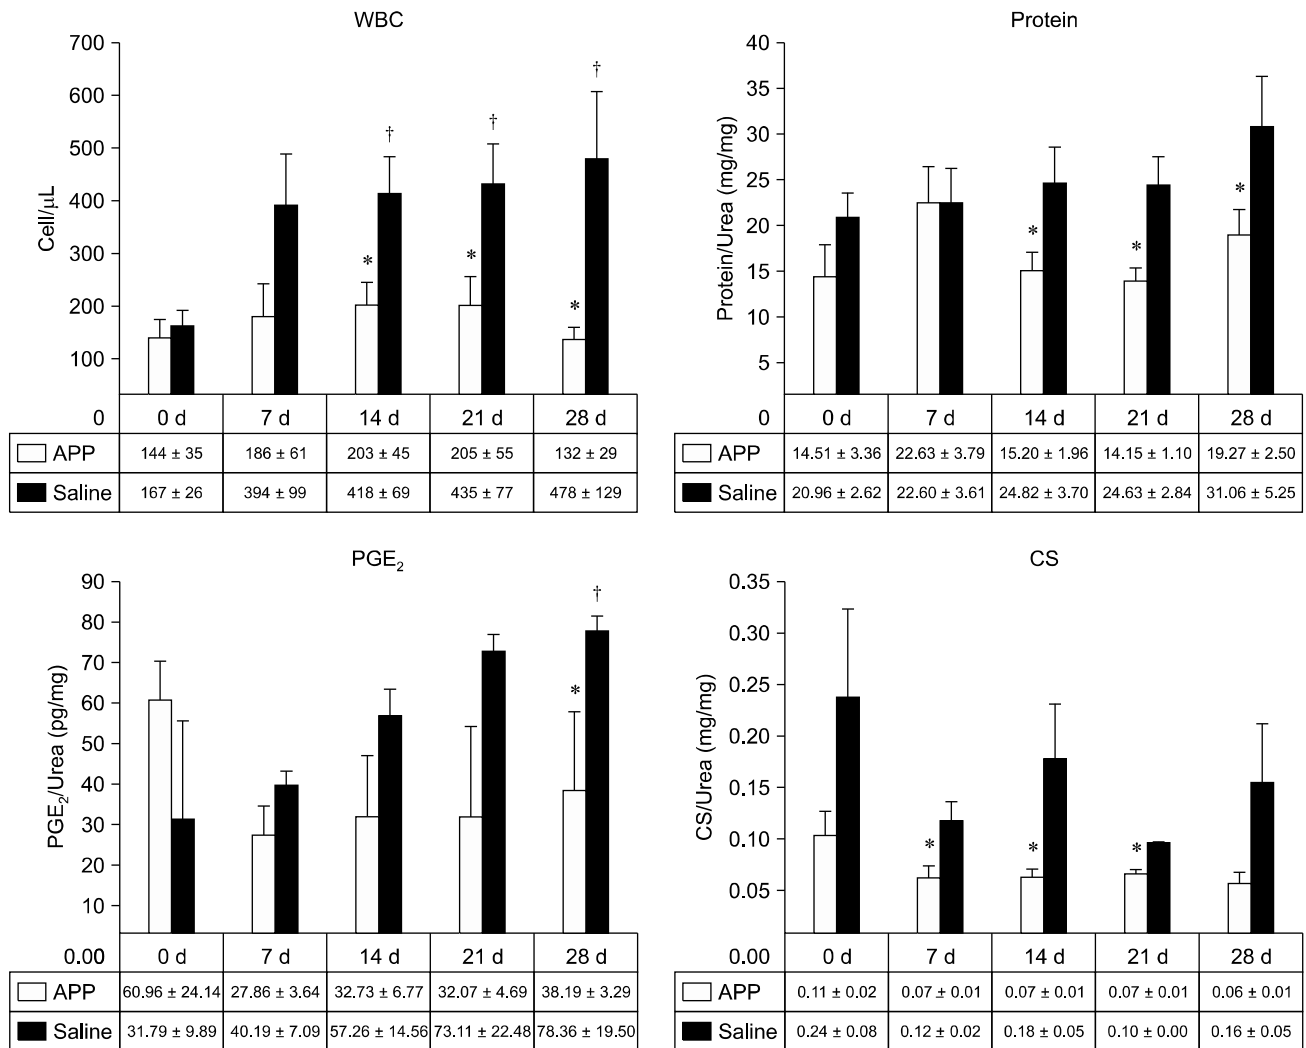 WBC
Cell/μL
700
600
500
400
300
200
100
0
†
†
†
*
*
*
0 d 7 d 14 d 21 d 28 d
APP 144 ± 35 186 ± 61 203 ± 45 205 ± 55 132 ± 29
Saline 167 ± 26 394 ± 99 418 ± 69 435 ± 77 478 ± 129
Protein
Protein/Urea (mg/mg)
40
35
30
25
20
15
10
5
0
*
*
*
0 d 7 d 14 d 21 d 28 d
APP 14.51 ± 3.36 22.63 ± 3.79 15.20 ± 1.96 14.15 ± 1.10 19.27 ± 2.50
Saline 20.96 ± 2.62 22.60 ± 3.61 24.82 ± 3.70 24.63 ± 2.84 31.06 ± 5.25
PGE₂
PGE₂/Urea (pg/mg)
90
80
70
60
50
40
30
20
10
0.00
†
*
0 d 7 d 14 d 21 d 28 d
APP 60.96 ± 24.14 27.86 ± 3.64 32.73 ± 6.77 32.07 ± 4.69 38.19 ± 3.29
Saline 31.79 ± 9.89 40.19 ± 7.09 57.26 ± 14.56 73.11 ± 22.48 78.36 ± 19.50
CS
CS/Urea (mg/mg)
0.35
0.30
0.25
0.20
0.15
0.10
0.05
0.00
*
*
*
0 d 7 d 14 d 21 d 28 d
APP 0.11 ± 0.02 0.07 ± 0.01 0.07 ± 0.01 0.07 ± 0.01 0.06 ± 0.01
Saline 0.24 ± 0.08 0.12 ± 0.02 0.18 ± 0.05 0.10 ± 0.00 0.16 ± 0.05